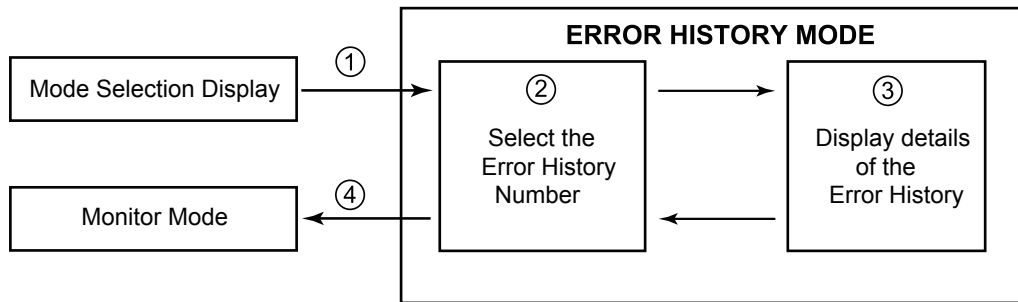 ERROR HISTORY MODE
Mode Selection Display
①
②
Select the
Error History
Number
③
Display details
of the
Error History
Monitor Mode
④